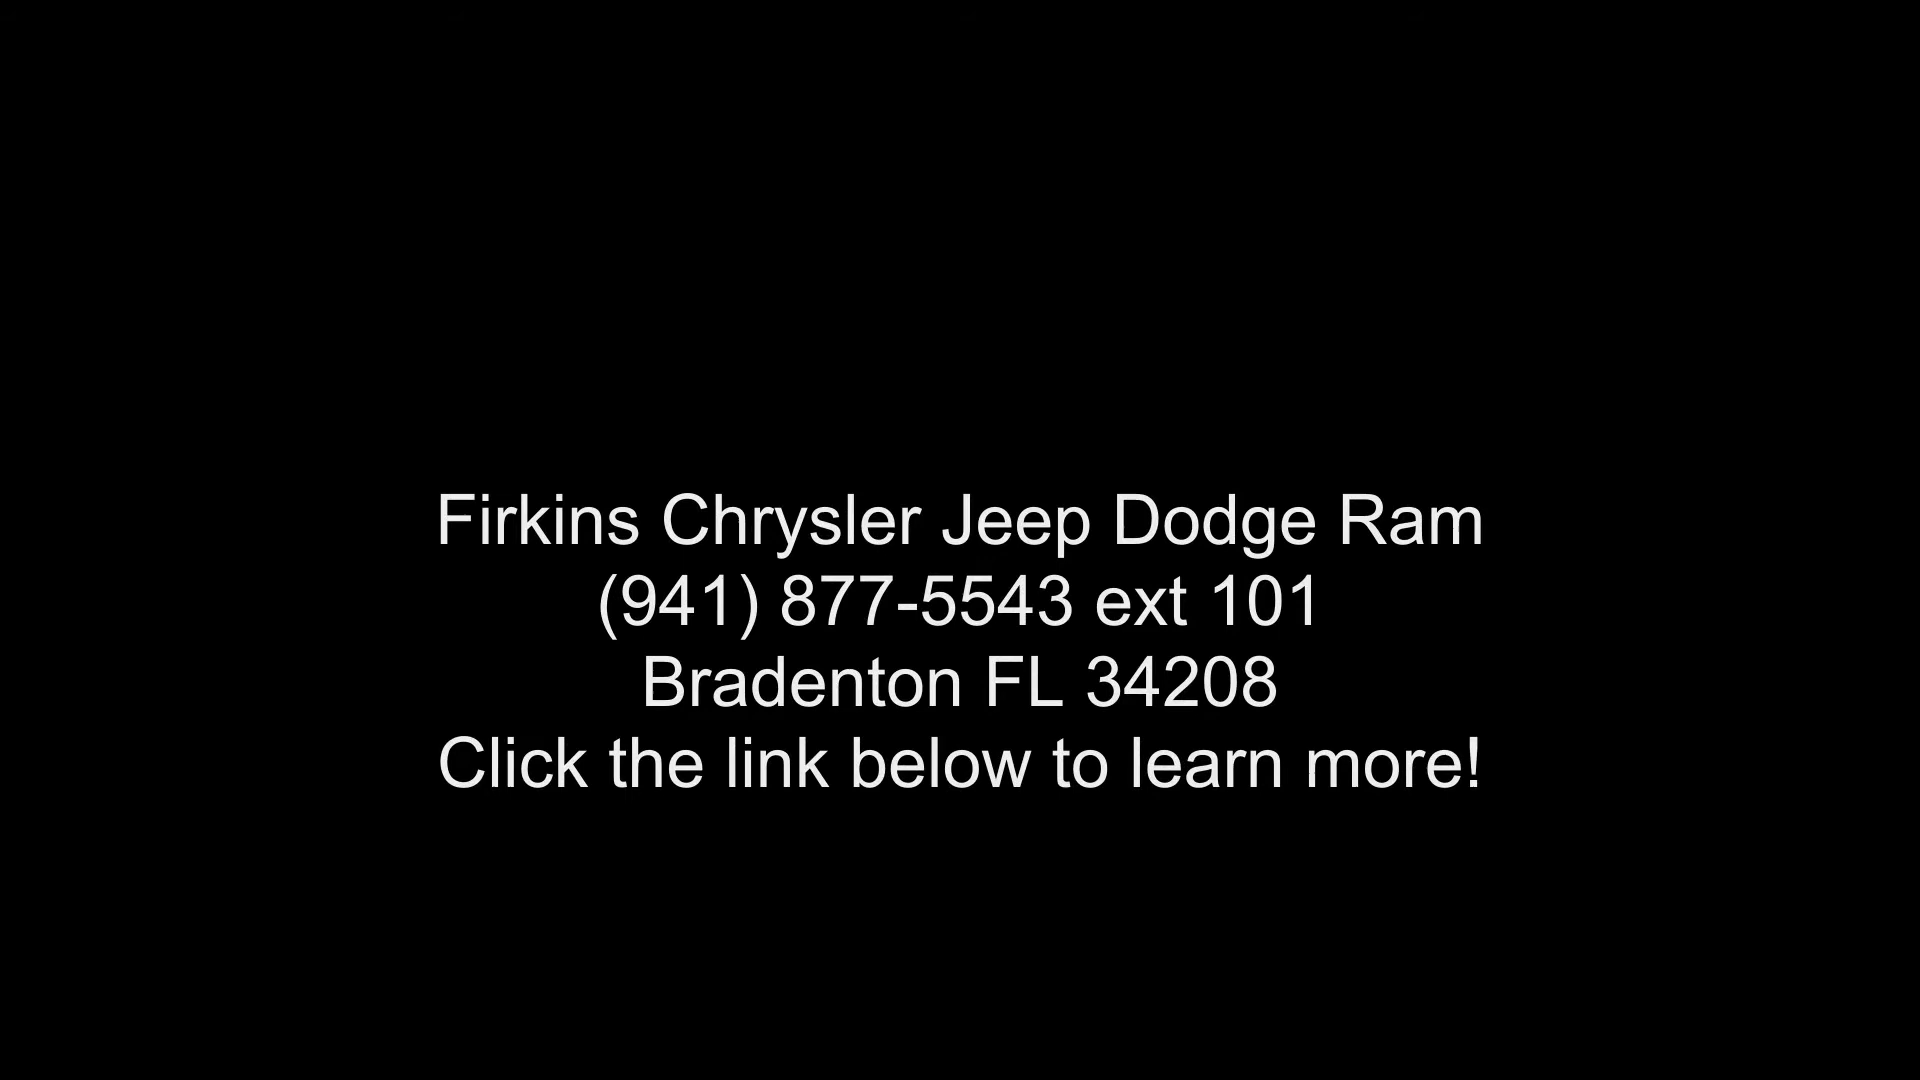 Firkins Chrysler Jeep Dodge Ram
(941) 877-5543 ext 101
Bradenton FL 34208
Click the link below to learn more!